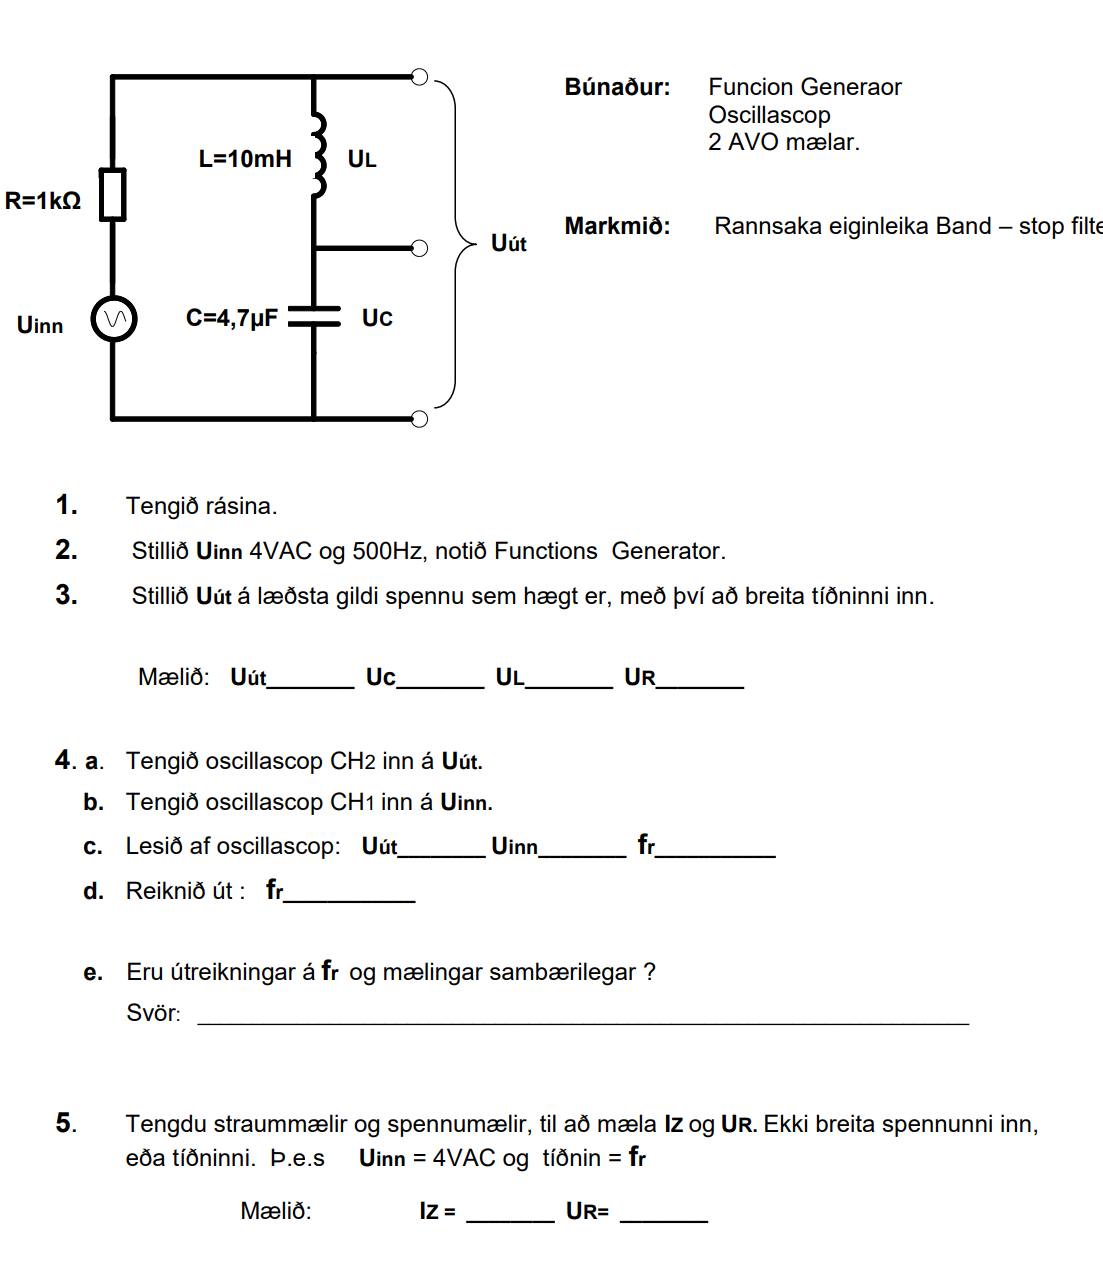 Búnaður: Funcion Generaor
Oscillascop
2 AVO mælar.
L=10mH UL
R=1kΩ
Markmið: Rannsaka eiginleika Band – stop filte
Uút
C=4,7µF UC
Uinn
1. Tengið rásina.
2. Stillið Uinn 4VAC og 500Hz, notið Functions Generator.
3. Stillið Uút á læðsta gildi spennu sem hægt er, með því að breita tíðninni inn.
Mælið: Uút_______ Uc_______ UL_______ UR_______
4. a. Tengið oscillascop CH2 inn á Uút.
b. Tengið oscillascop CH1 inn á Uinn.
c. Lesið af oscillascop: Uút_______ Uinn_______ fr__________
d. Reiknið út : fr___________
e. Eru útreikningar á fr og mælingar sambærilegar ?
Svör: ________________________________________________________________
5. Tengdu straummælir og spennumælir, til að mæla IZ og UR. Ekki breita spennunni inn,
eða tíðninni. Þ.e.s Uinn = 4VAC og tíðnin = fr
Mælið: IZ = _______ UR= _______